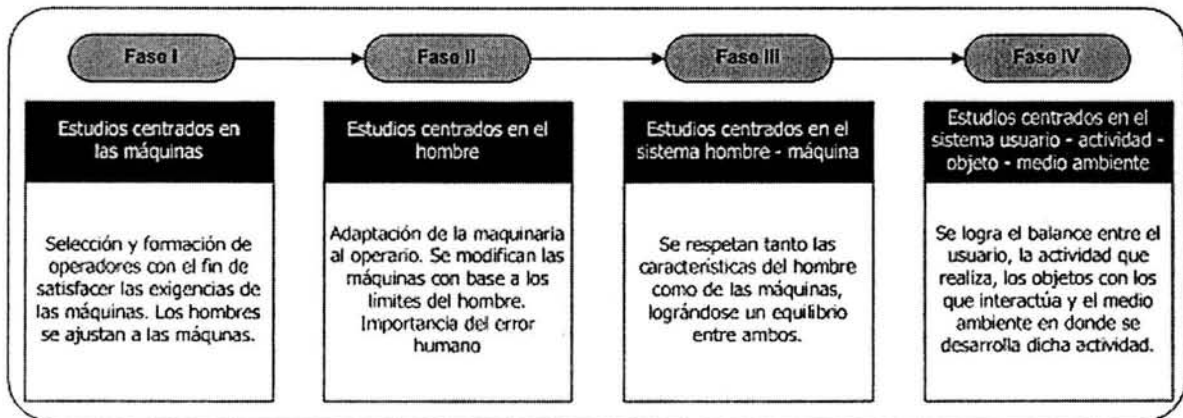 Fase I
Fase II
Fase III
Fase IV
Estudios centrados en
las máquinas
Selección y formación de
operadores con el fin de
satisfacer las exigencias de
las máquinas. Los hombres
se ajustan a las máqunas.
Estudios centrados en el
hombre
Adaptación de la maquinaria
al operario. Se modifican las
máquinas con base a los
límites del hombre.
Importancia del error
humano
Estudios centrados en el
sistema hombre - máquina
Se respetan tanto las
características del hombre
como de las máquinas,
lográndose un equilibrio
entre ambos.
Estudios centrados en el
sistema usuario - actividad -
objeto - medio ambiente
Se logra el balance entre el
usuario, la actividad que
realiza, los objetos con los
que interactúa y el medio
ambiente en donde se
desarrolla dicha actividad.